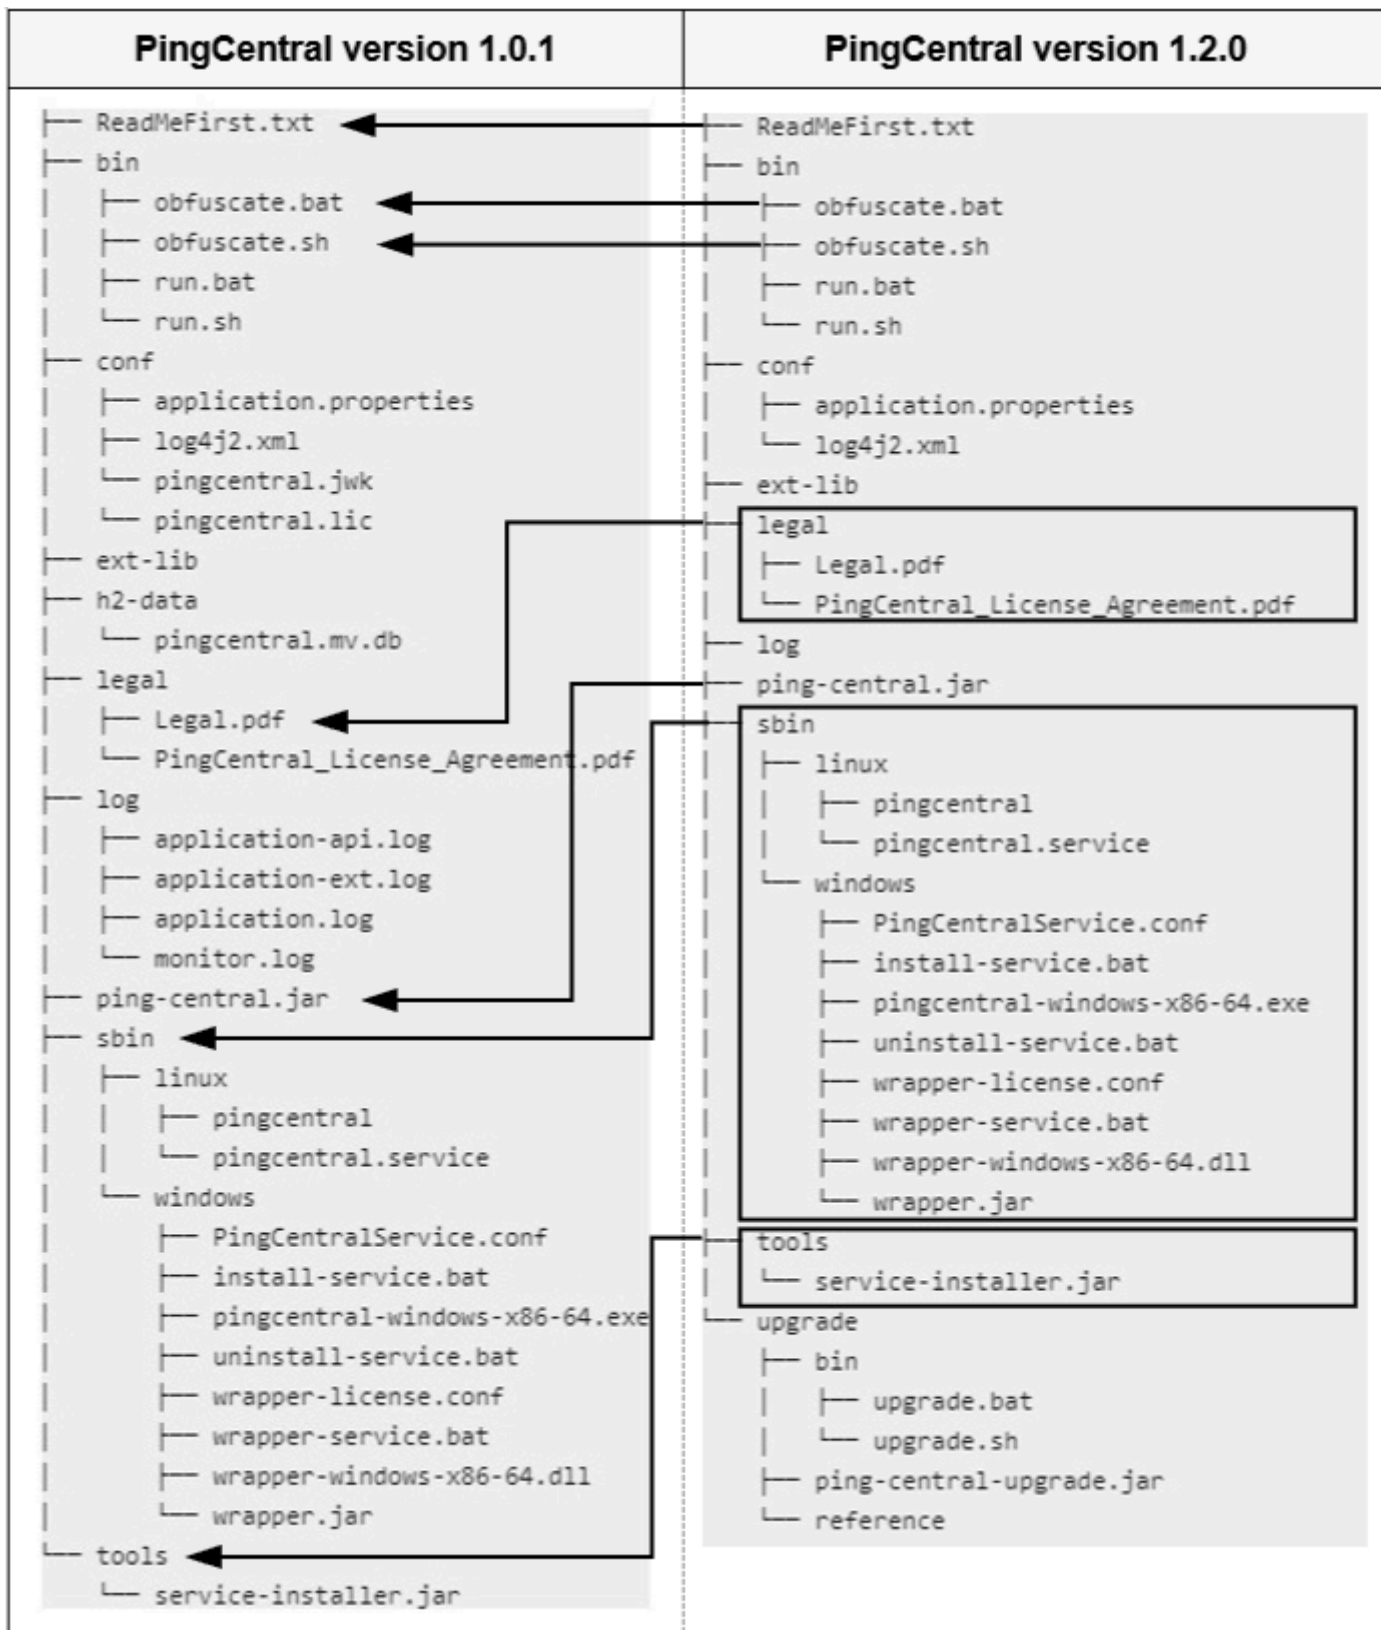 PingCentral version 1.0.1
ReadMeFirst.txt
bin
obfuscate.bat
obfuscate.sh
run.bat
run.sh
conf
application.properties
log4j2.xml
pingcentral.jwk
pingcentral.lic
ext-lib
h2-data
pingcentral.mv.db
legal
Legal.pdf
PingCentral_License_Agreement.pdf
log
application-api.log
application-ext.log
application.log
monitor.log
ping-central.jar
sbin
linux
pingcentral
pingcentral.service
windows
PingCentralService.conf
install-service.bat
pingcentral-windows-x86-64.exe
uninstall-service.bat
wrapper-license.conf
wrapper-service.bat
wrapper-windows-x86-64.dll
wrapper.jar
tools
service-installer.jar
PingCentral version 1.2.0
ReadMeFirst.txt
bin
obfuscate.bat
obfuscate.sh
run.bat
run.sh
conf
application.properties
log4j2.xml
ext-lib
legal
Legal.pdf
PingCentral_License_Agreement.pdf
log
ping-central.jar
sbin
linux
pingcentral
pingcentral.service
windows
PingCentralService.conf
install-service.bat
pingcentral-windows-x86-64.exe
uninstall-service.bat
wrapper-license.conf
wrapper-service.bat
wrapper-windows-x86-64.dll
wrapper.jar
tools
service-installer.jar
upgrade
bin
upgrade.bat
upgrade.sh
ping-central-upgrade.jar
reference